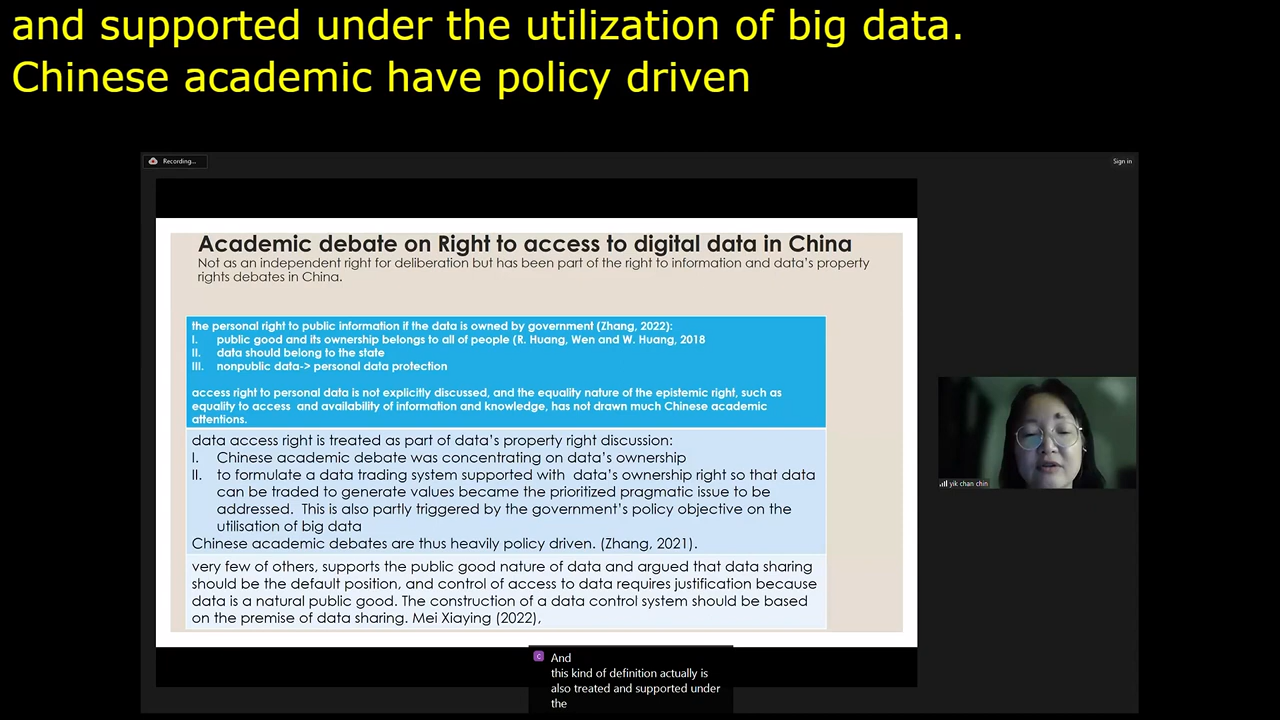 and supported under the utilization of big data.
Chinese academic have policy driven
Recording...
Sign in
Academic debate on Right to access to digital data in China
Not as an independent right for deliberation but has been part of the right to information and data's property
rights debates in China.
the personal right to public information if the data is owned by government (Zhang, 2022):
I. public good and its ownership belongs to all of people (R. Huang, Wen and W. Huang, 2018
II. data should belong to the state
III. nonpublic data-> personal data protection
access right to personal data is not explicitly discussed, and the equality nature of the epistemic right, such as
equality to access and availability of information and knowledge, has not drawn much Chinese academic
attentions.
data access right is treated as part of data's property right discussion:
I. Chinese academic debate was concentrating on data's ownership
II. to formulate a data trading system supported with data's ownership right so that data
can be traded to generate values became the prioritized pragmatic issue to be
addressed. This is also partly triggered by the government's policy objective on the
utilisation of big data
Chinese academic debates are thus heavily policy driven. (Zhang, 2021).
very few of others, supports the public good nature of data and argued that data sharing
should be the default position, and control of access to data requires justification because
data is a natural public good. The construction of a data control system should be based
on the premise of data sharing. Mei Xiaying (2022),
yik chan chin
C And
this kind of definition actually is
also treated and supported under
the